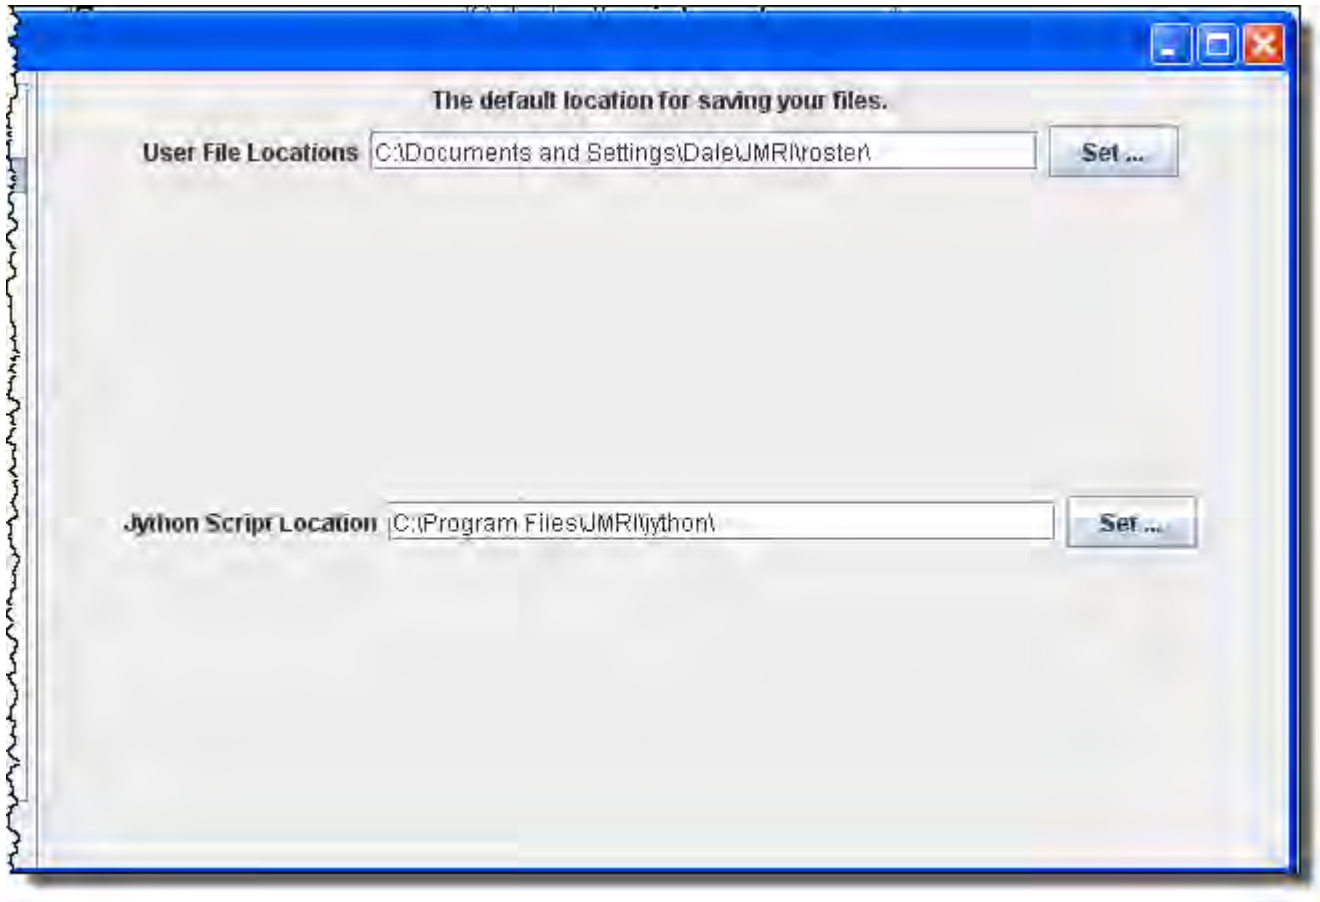 The default location for saving your files.
User File Locations C:\Documents and Settings\Dale\JMRI\roster\ Set ...
Jython Script Location C:\Program Files\JMRI\jython\ Set ...